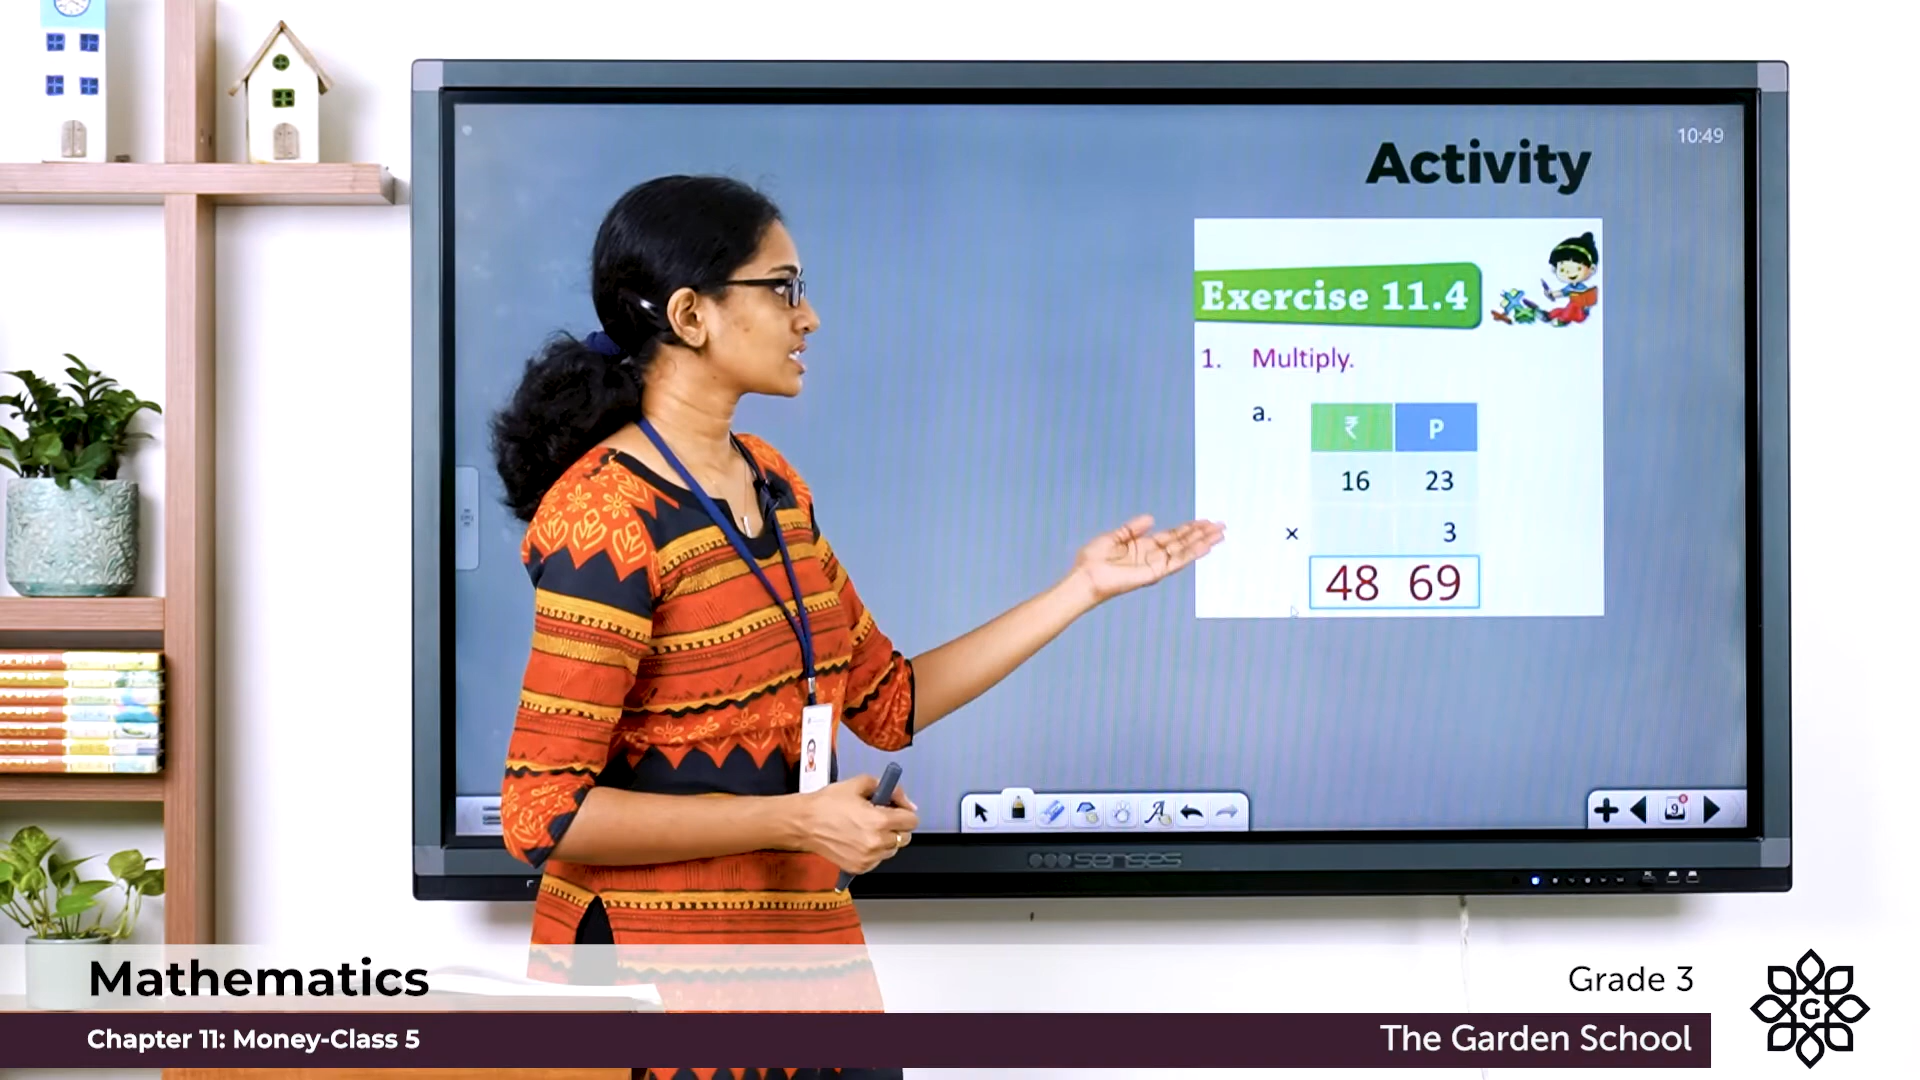 10:49
Activity
Exercise 11.4
1. Multiply.
a.
₹ P
16 23
× 3
48 69
senses
Mathematics
Grade 3
Chapter 11: Money-Class 5
The Garden School
G